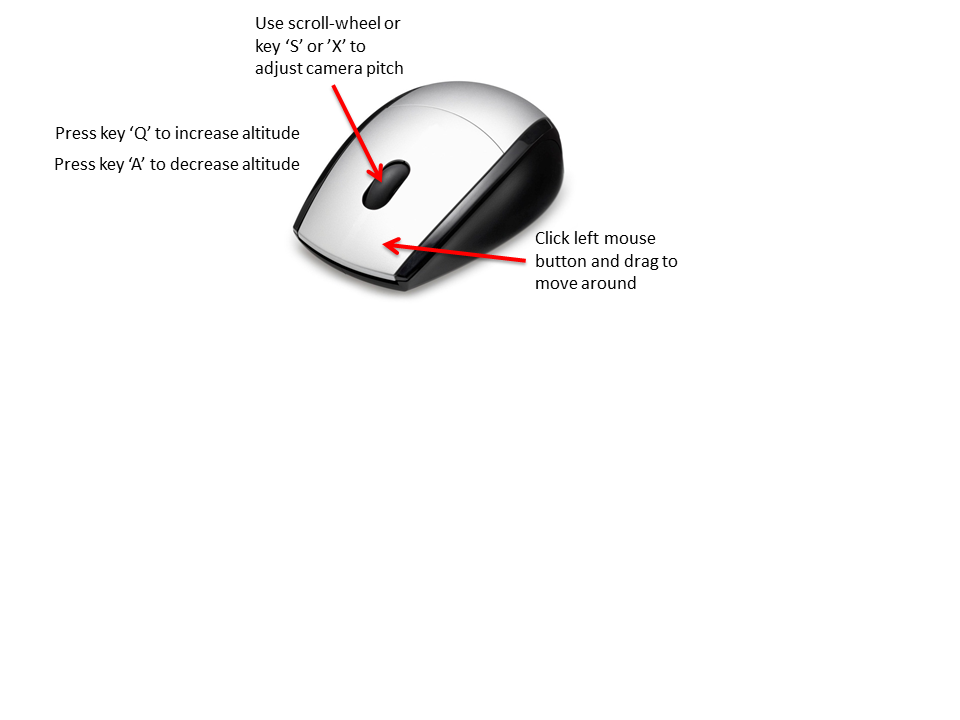 Use scroll-wheel or
key ‘S’ or ’X’ to
adjust camera pitch
Press key ‘Q’ to increase altitude
Press key ‘A’ to decrease altitude
Click left mouse
button and drag to
move around